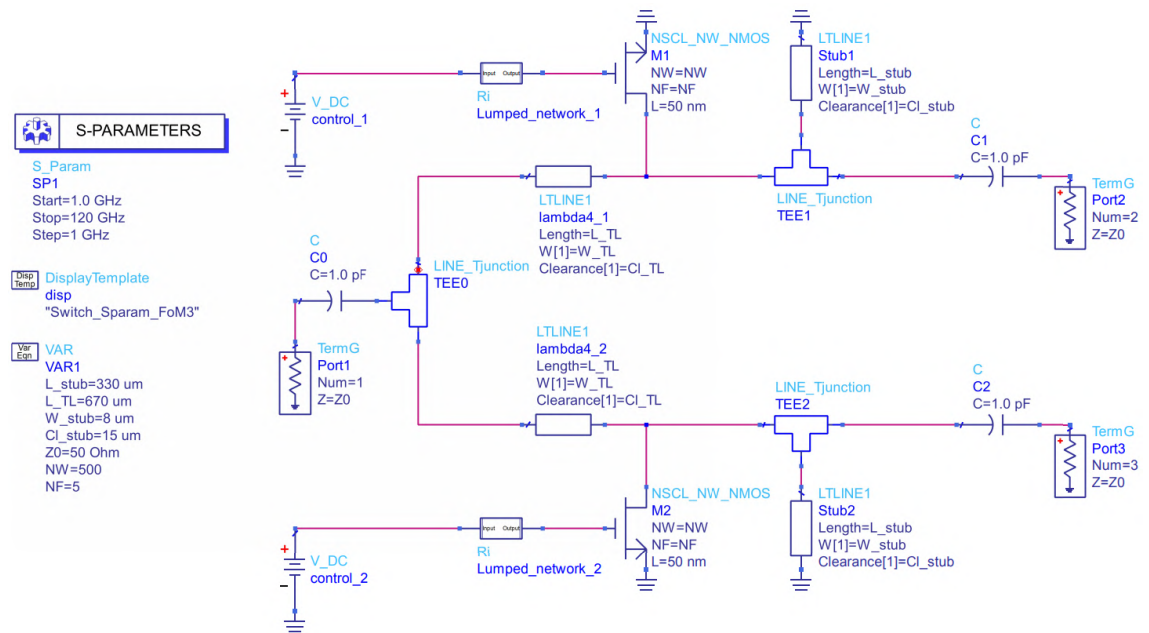 S-PARAMETERS
S_Param
SP1
Start=1.0 GHz
Stop=120 GHz
Step=1 GHz
Disp
Temp
DisplayTemplate
disp
"Switch_Sparam_FoM3"
Var
Eqn
VAR
VAR1
L_stub=330 um
L_TL=670 um
W_stub=8 um
Cl_stub=15 um
Z0=50 Ohm
NW=500
NF=5
+
V_DC
control_1
Input Output
Ri
Lumped_network_1
NSCL_NW_NMOS
M1
NW=NW
NF=NF
L=50 nm
LTLINE1
Stub1
Length=L_stub
W[1]=W_stub
Clearance[1]=Cl_stub
C
C1
C=1.0 pF
+
TermG
Port2
Num=2
Z=Z0
LINE_Tjunction
TEE1
LTLINE1
lambda4_1
Length=L_TL
W[1]=W_TL
Clearance[1]=Cl_TL
C
C0
C=1.0 pF
LINE_Tjunction
TEE0
+
TermG
Port1
Num=1
Z=Z0
LTLINE1
lambda4_2
Length=L_TL
W[1]=W_TL
Clearance[1]=Cl_TL
LINE_Tjunction
TEE2
C
C2
C=1.0 pF
+
TermG
Port3
Num=3
Z=Z0
NSCL_NW_NMOS
M2
NW=NW
NF=NF
L=50 nm
LTLINE1
Stub2
Length=L_stub
W[1]=W_stub
Clearance[1]=Cl_stub
+
V_DC
control_2
Input Output
Ri
Lumped_network_2